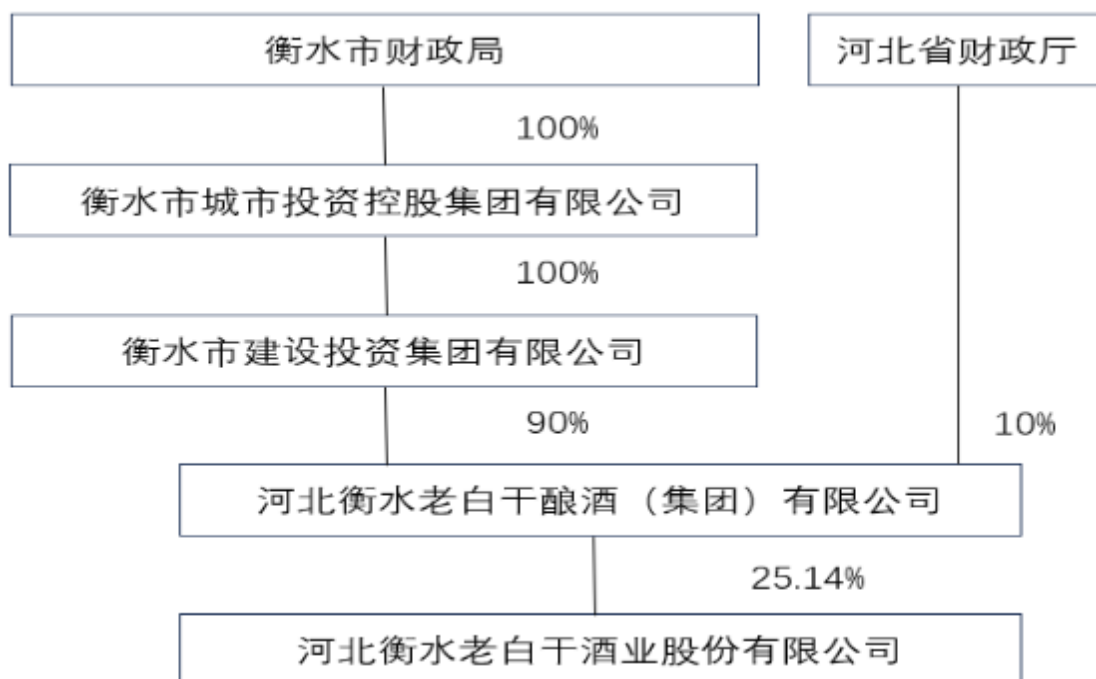 衡水市财政局
河北省财政厅
100%
衡水市城市投资控股集团有限公司
100%
衡水市建设投资集团有限公司
90%
10%
河北衡水老白干酿酒（集团）有限公司
25.14%
河北衡水老白干酒业股份有限公司